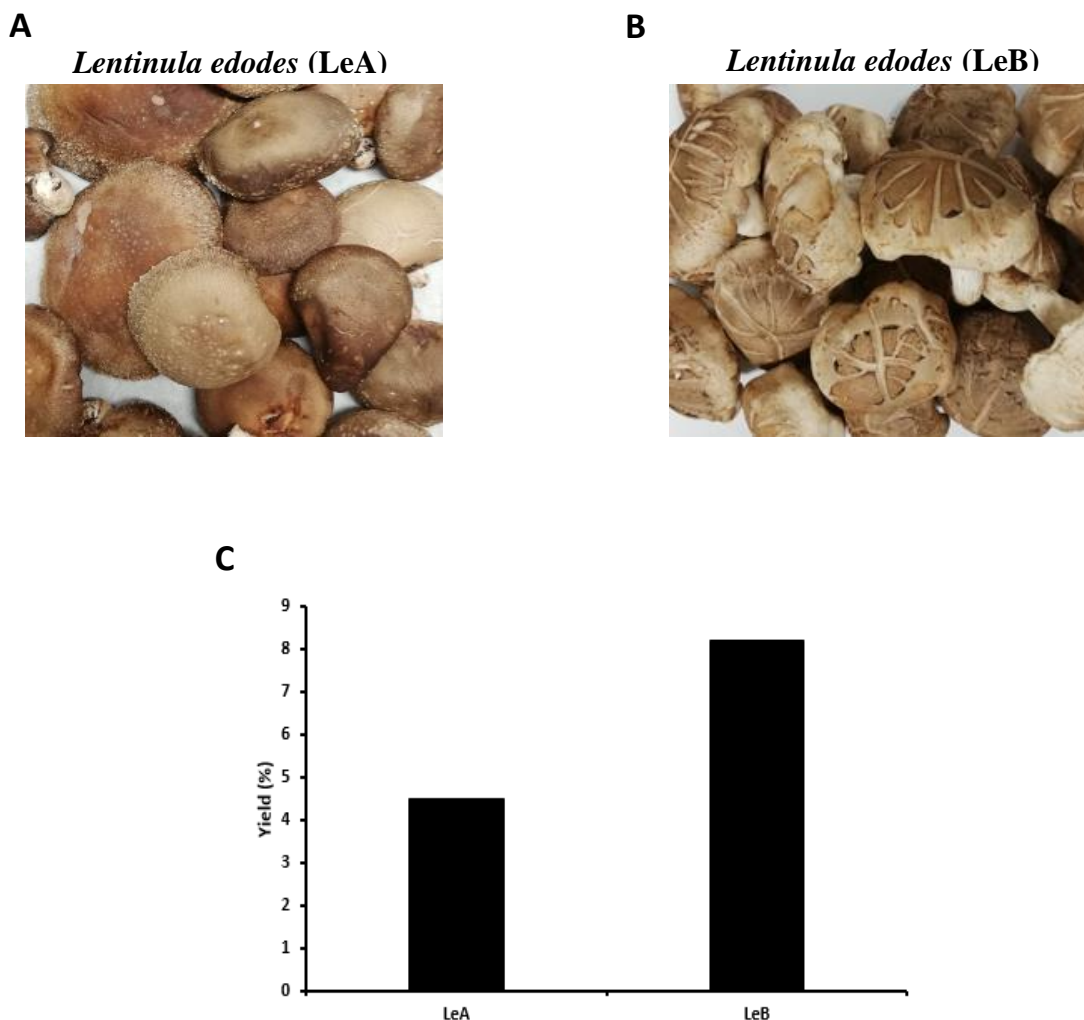 A
Lentinula edodes (LeA)
B
Lentinula edodes (LeB)
C
9
8
7
6
5
4
3
2
1
0
Yield (%)
LeA
LeB